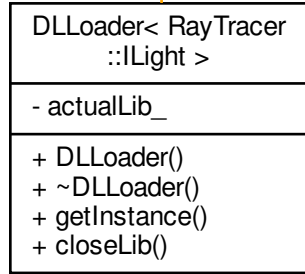 DLLoader< RayTracer
::ILight >
- actualLib_
+ DLLoader()
+ ~DLLoader()
+ getInstance()
+ closeLib()